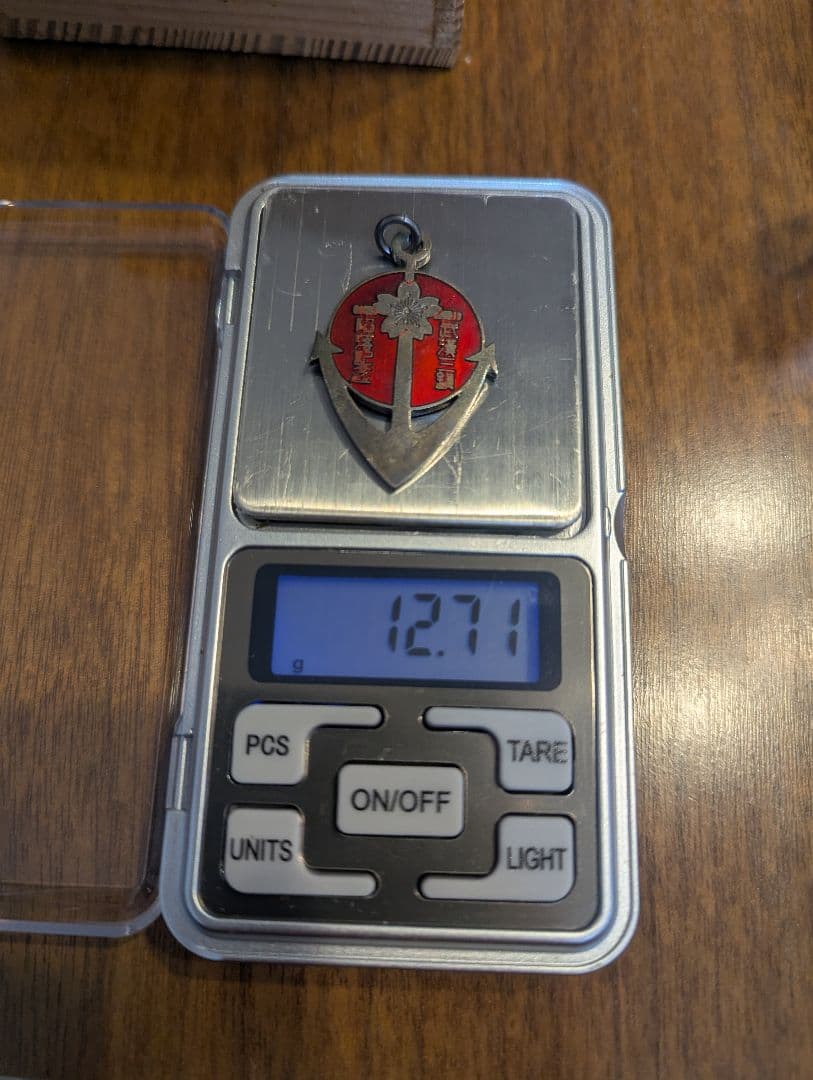 12.71
g
PCS
TARE
ON/OFF
UNITS
LIGHT